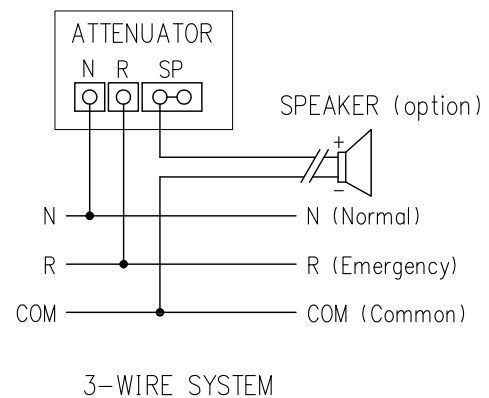 ATTENUATOR
N R SP
SPEAKER (option)
+
−
N N (Normal)
R R (Emergency)
COM COM (Common)
3-WIRE SYSTEM